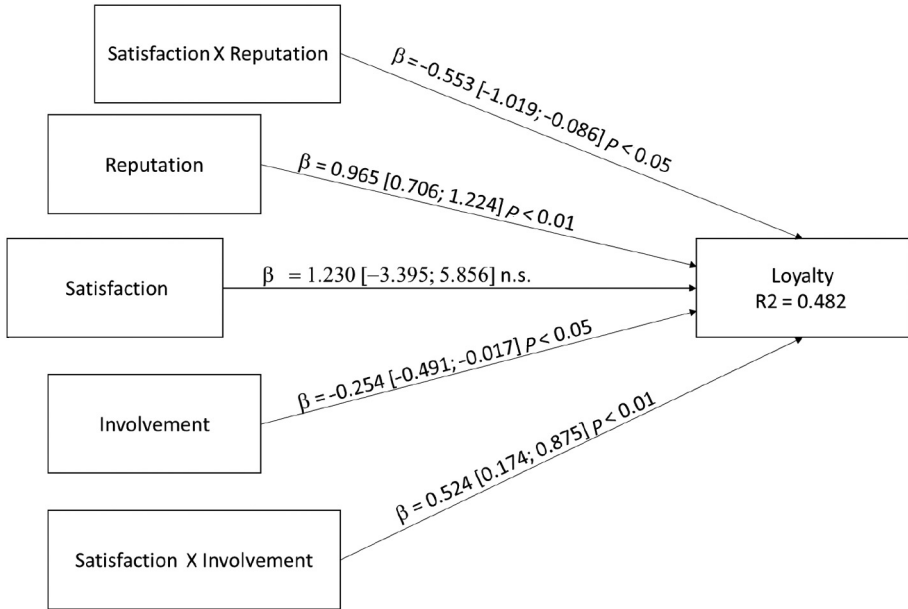 Satisfaction X Reputation
β = -0.553 [-1.019; -0.086] P < 0.05
Reputation
β = 0.965 [0.706; 1.224] P < 0.01
Satisfaction
β = 1.230 [−3.395; 5.856] n.s.
Loyalty
R2 = 0.482
β = -0.254 [-0.491; -0.017] P < 0.05
Involvement
β = 0.524 [0.174; 0.875] P < 0.01
Satisfaction X Involvement